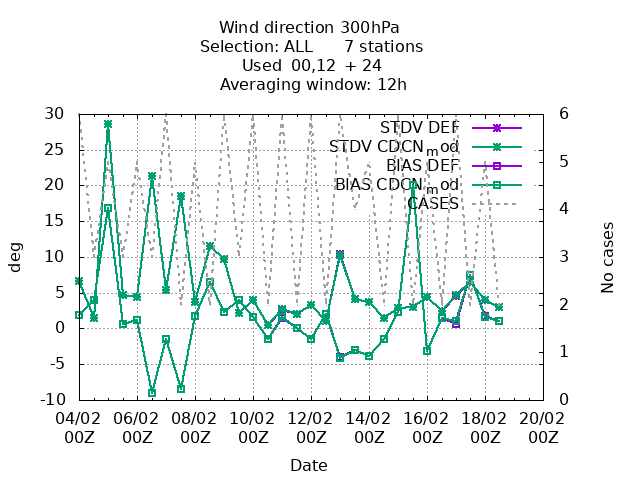 Wind direction 300hPa
Selection: ALL 7 stations
Used 00,12 + 24
Averaging window: 12h
30 6
STDV DEF
STDV CDCN_mod
25 5
BIAS DEF
20 BIAS CDCN_mod
CASES
4
15
deg
10 3
No cases
5 2
0
1
-5
-10 0
04/02 06/02 08/02 10/02 12/02 14/02 16/02 18/02 20/02
00Z 00Z 00Z 00Z 00Z 00Z 00Z 00Z 00Z
Date